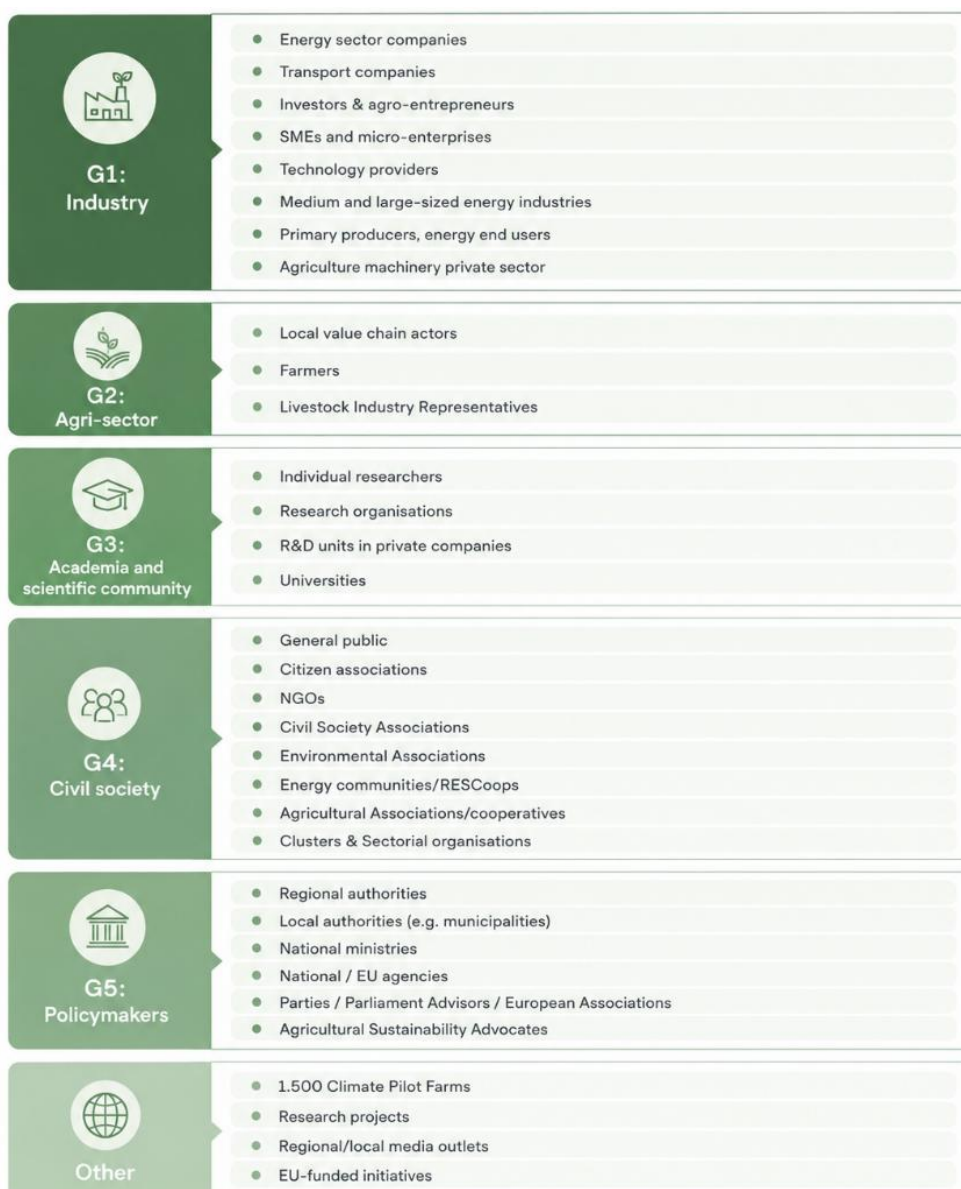 G1:
Industry
Energy sector companies
Transport companies
Investors & agro-entrepreneurs
SMEs and micro-enterprises
Technology providers
Medium and large-sized energy industries
Primary producers, energy end users
Agriculture machinery private sector
G2:
Agri-sector
Local value chain actors
Farmers
Livestock Industry Representatives
G3:
Academia and
scientific community
Individual researchers
Research organisations
R&D units in private companies
Universities
G4:
Civil society
General public
Citizen associations
NGOs
Civil Society Associations
Environmental Associations
Energy communities/RESCoops
Agricultural Associations/cooperatives
Clusters & Sectorial organisations
G5:
Policymakers
Regional authorities
Local authorities (e.g. municipalities)
National ministries
National / EU agencies
Parties / Parliament Advisors / European Associations
Agricultural Sustainability Advocates
Other
1.500 Climate Pilot Farms
Research projects
Regional/local media outlets
EU-funded initiatives